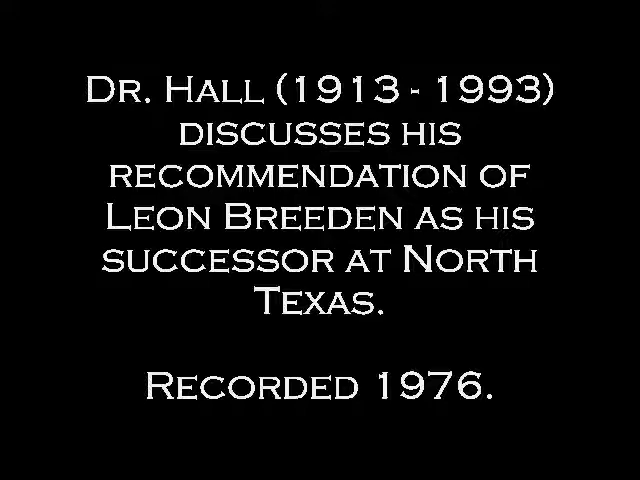 Dr. Hall (1913 - 1993)
discusses his
recommendation of
Leon Breeden as his
successor at North
Texas.
Recorded 1976.